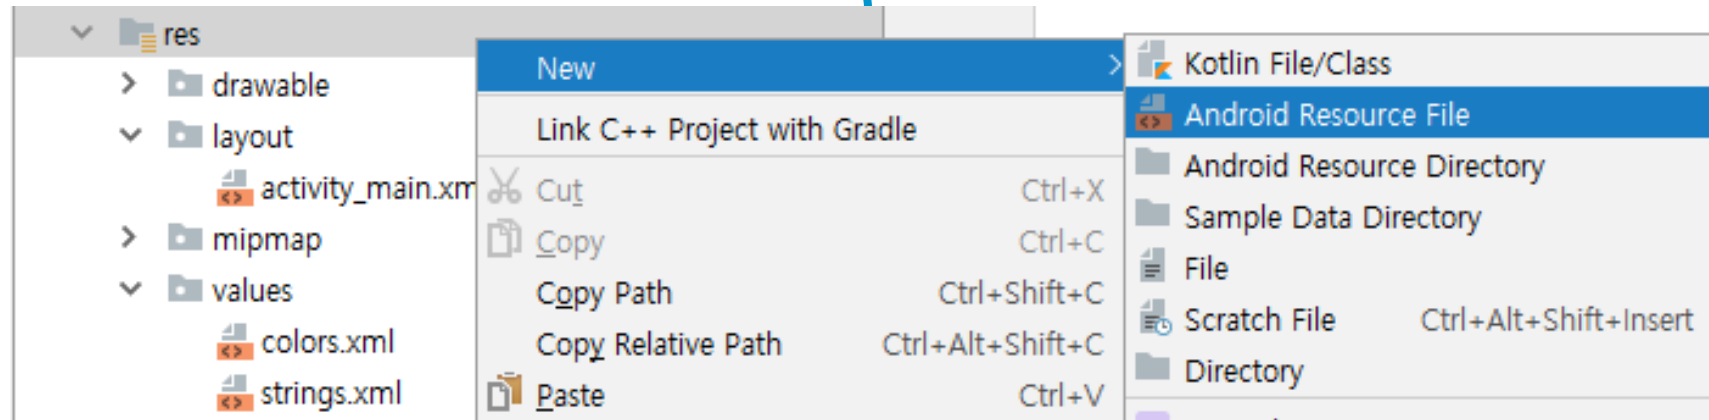 res
drawable
layout
activity_main.xm
mipmap
values
colors.xml
strings.xml
New
Link C++ Project with Gradle
Cut Ctrl+X
Copy Ctrl+C
Copy Path Ctrl+Shift+C
Copy Relative Path Ctrl+Alt+Shift+C
Paste Ctrl+V
Kotlin File/Class
Android Resource File
Android Resource Directory
Sample Data Directory
File
Scratch File Ctrl+Alt+Shift+Insert
Directory